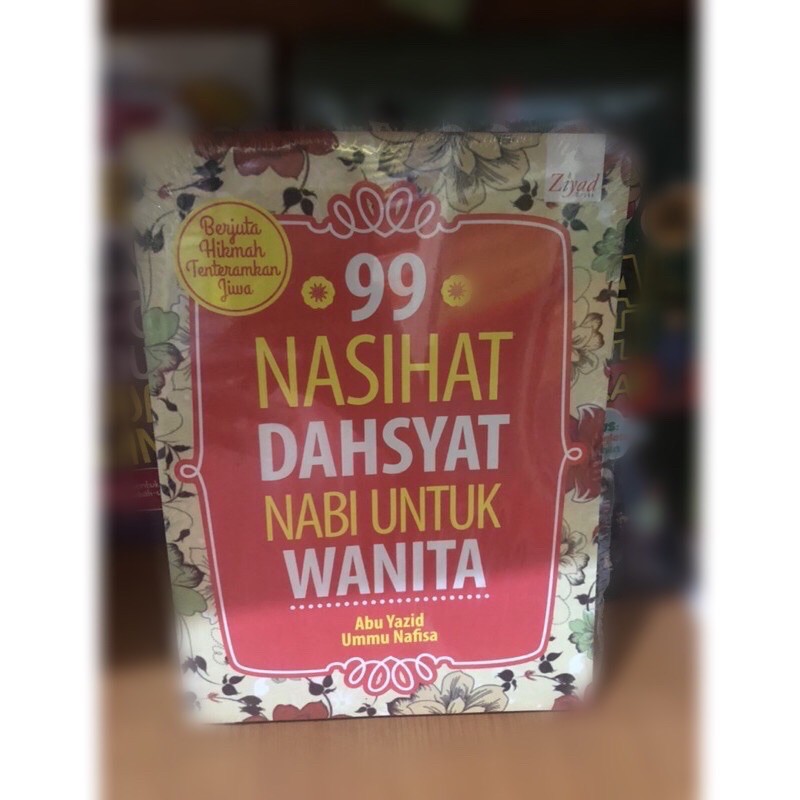 Berjuta
Hikmah
Tenteramkan
Jiwa
Ziyad
99
NASIHAT
DAHSYAT
NABI UNTUK
WANITA
Abu Yazid
Ummu Nafisa